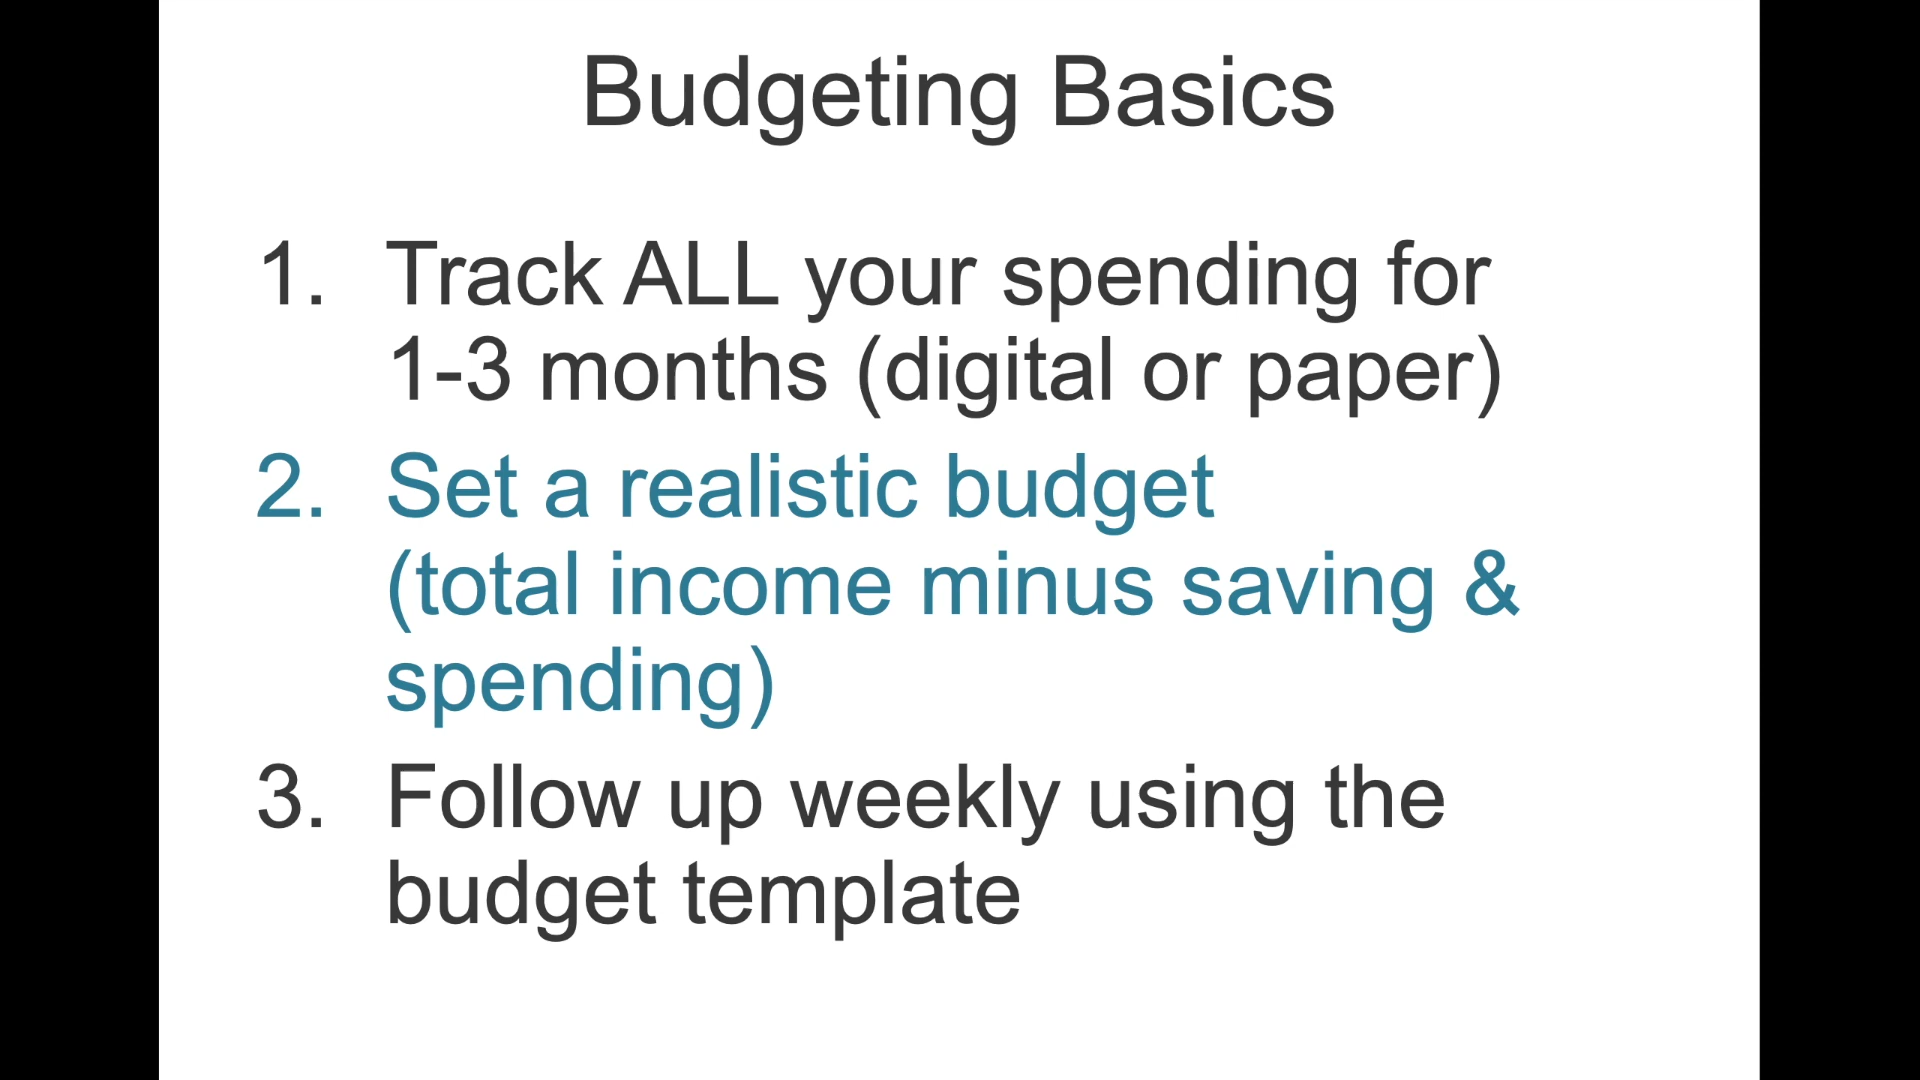 Budgeting Basics
1. Track ALL your spending for
1-3 months (digital or paper)
2. Set a realistic budget
(total income minus saving &
spending)
3. Follow up weekly using the
budget template